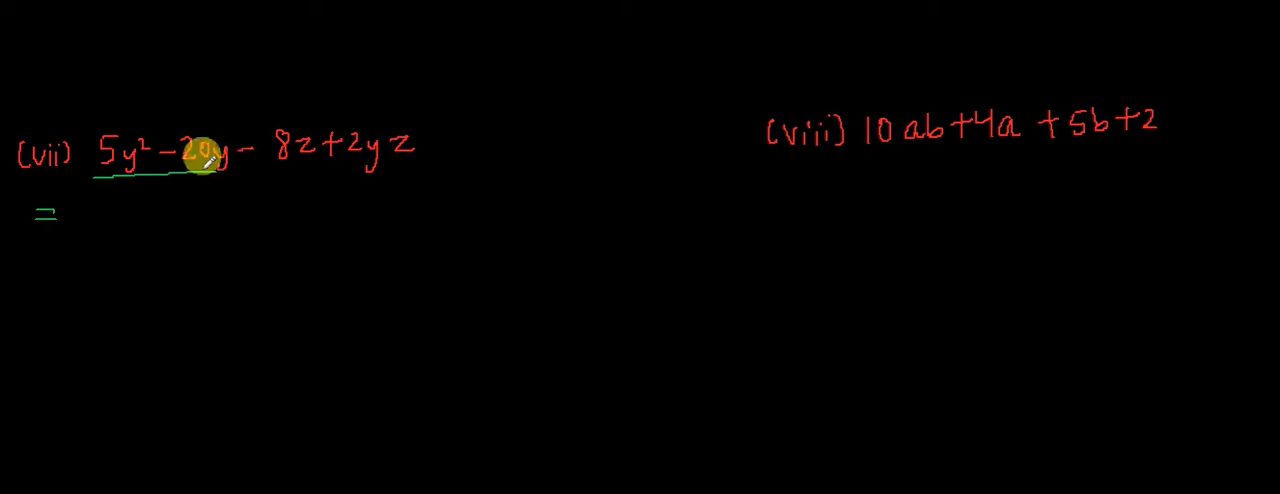 (vii) 5y² - 20y - 8z + 2yz
(viii) 10ab + 4a + 5b + 2
=